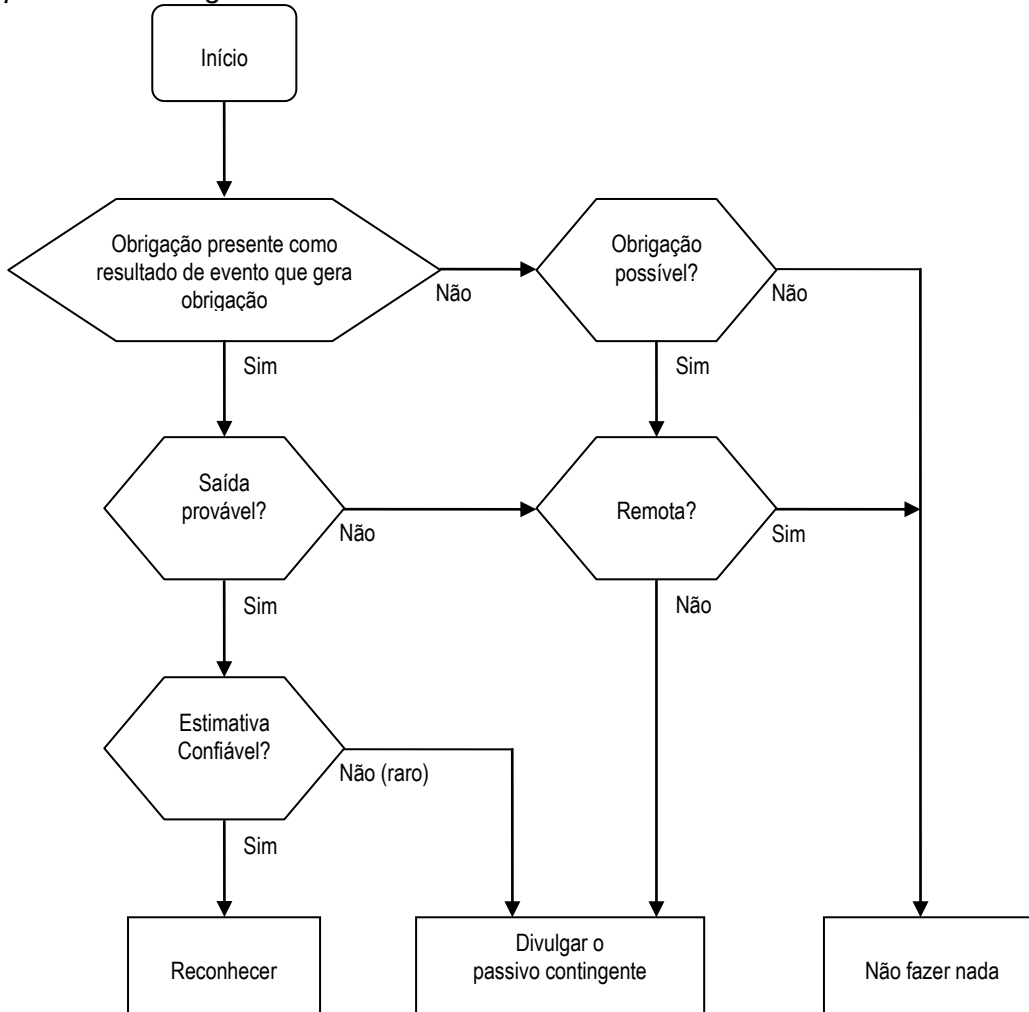 Início
Obrigação presente como
resultado de evento que gera
obrigação
Não
Obrigação
possível?
Não
Sim
Sim
Saída
provável?
Não
Remota?
Sim
Sim
Não
Estimativa
Confiável?
Não (raro)
Sim
Reconhecer
Divulgar o
passivo contingente
Não fazer nada